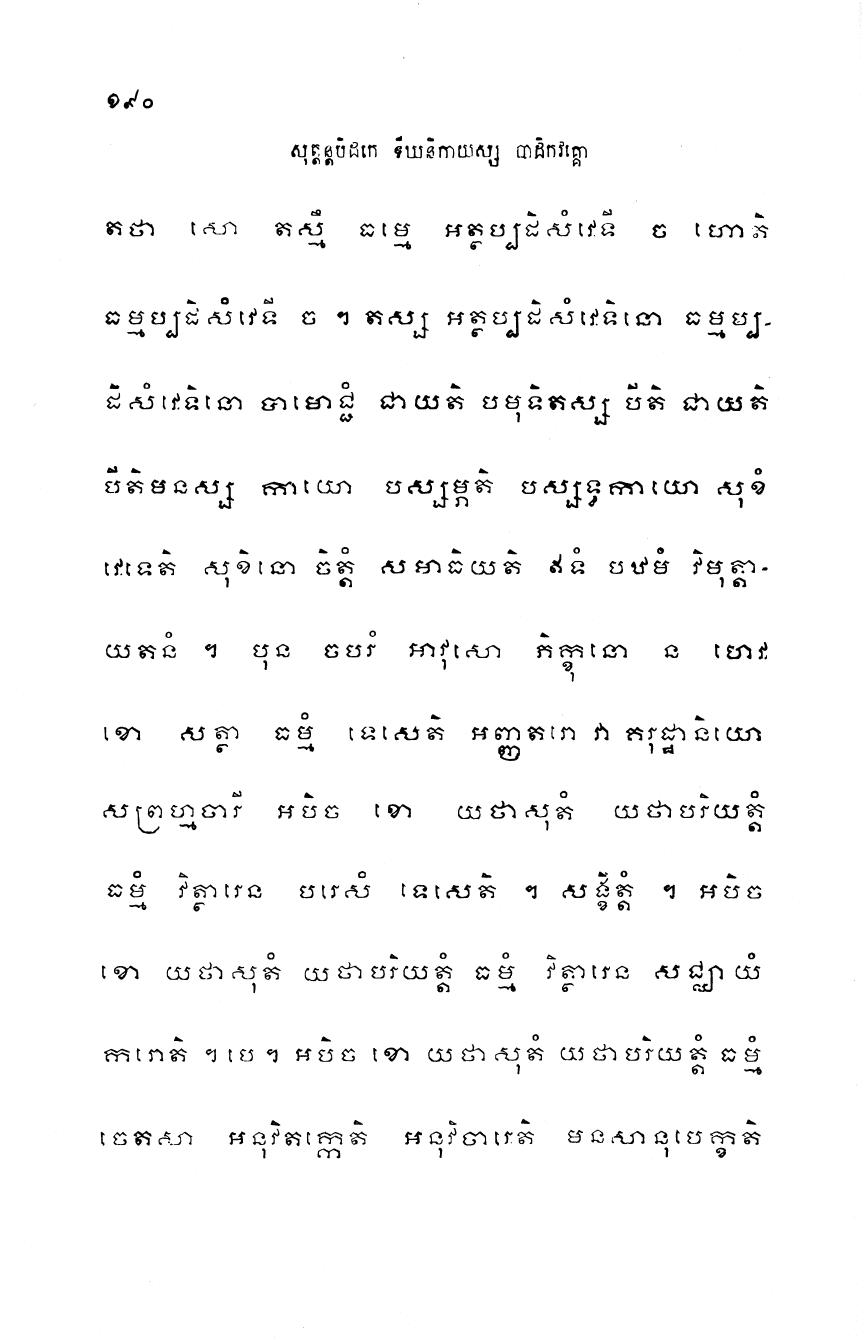 ១៩០
សុត្តន្តបិដកេ ទីឃនិកាយស្ស បាដិកវគ្គោ
តថា សោ តស្មឹ ធម្មេ អត្ថប្បដិសំវេទី ច ហោតិ
ធម្មប្បដិសំវេទី ច ។ តស្ស អត្ថប្បដិសំវេទិនោ ធម្មប្ប-
ដិសំវេទិនោ បាមោជ្ជំ ជាយតិ បមុទិតស្ស បីតិ ជាយតិ
បីតិមនស្ស កាយោ បស្សម្ភតិ បស្សទ្ធកាយោ សុខំ
វេទេតិ សុខិនោ ចិត្តំ សមាធិយតិ ឥទំ បឋមំ វិមុត្តា-
យតនំ ។ បុន ចបរំ អាវុសោ ភិក្ខុនោ ន ហេវ
ខោ សត្ថា ធម្មំ ទេសេតិ អញ្ញតរោ វា គរុដ្ឋានិយោ
សព្រហ្មចារី អបិច ខោ យថាសុតំ យថាបរិយត្តំ
ធម្មំ វិត្ថារេន បរេសំ ទេសេតិ ។ សង្ខិត្តំ ។ អបិច
ខោ យថាសុតំ យថាបរិយត្តំ ធម្មំ វិត្ថារេន សជ្ឈាយំ
ករោតិ ។ បេ ។ អបិច ខោ យថាសុតំ យថាបរិយត្តំ ធម្មំ
ចេតសា អនុវិតក្កេតិ អនុវិចារេតិ មនសានុបេក្ខតិ